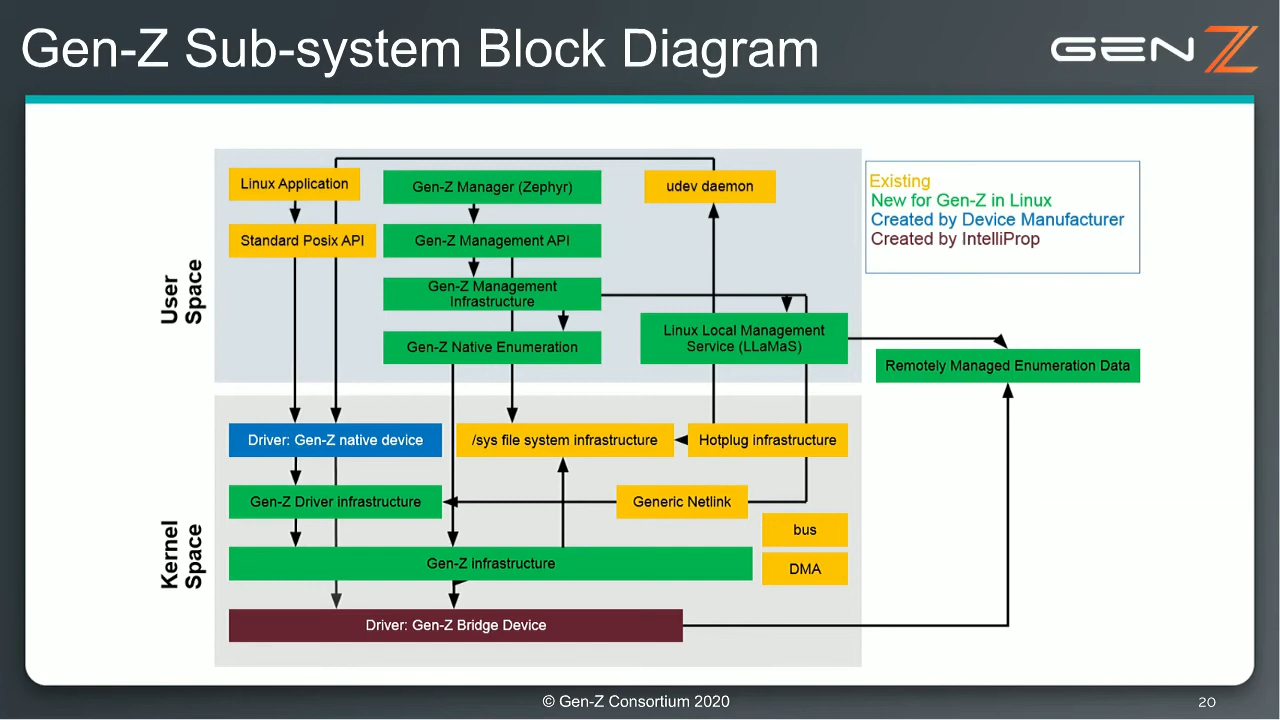 Gen-Z Sub-system Block Diagram
GEN Z
Linux Application
Gen-Z Manager (Zephyr)
udev daemon
Existing
New for Gen-Z in Linux
Created by Device Manufacturer
Created by IntelliProp
Standard Posix API
Gen-Z Management API
User
Space
Gen-Z Management
Infrastructure
Linux Local Management
Service (LLaMaS)
Gen-Z Native Enumeration
Remotely Managed Enumeration Data
Driver: Gen-Z native device
/sys file system infrastructure
Hotplug infrastructure
Gen-Z Driver infrastructure
Generic Netlink
Kernel
Space
bus
Gen-Z infrastructure
DMA
Driver: Gen-Z Bridge Device
© Gen-Z Consortium 2020
20